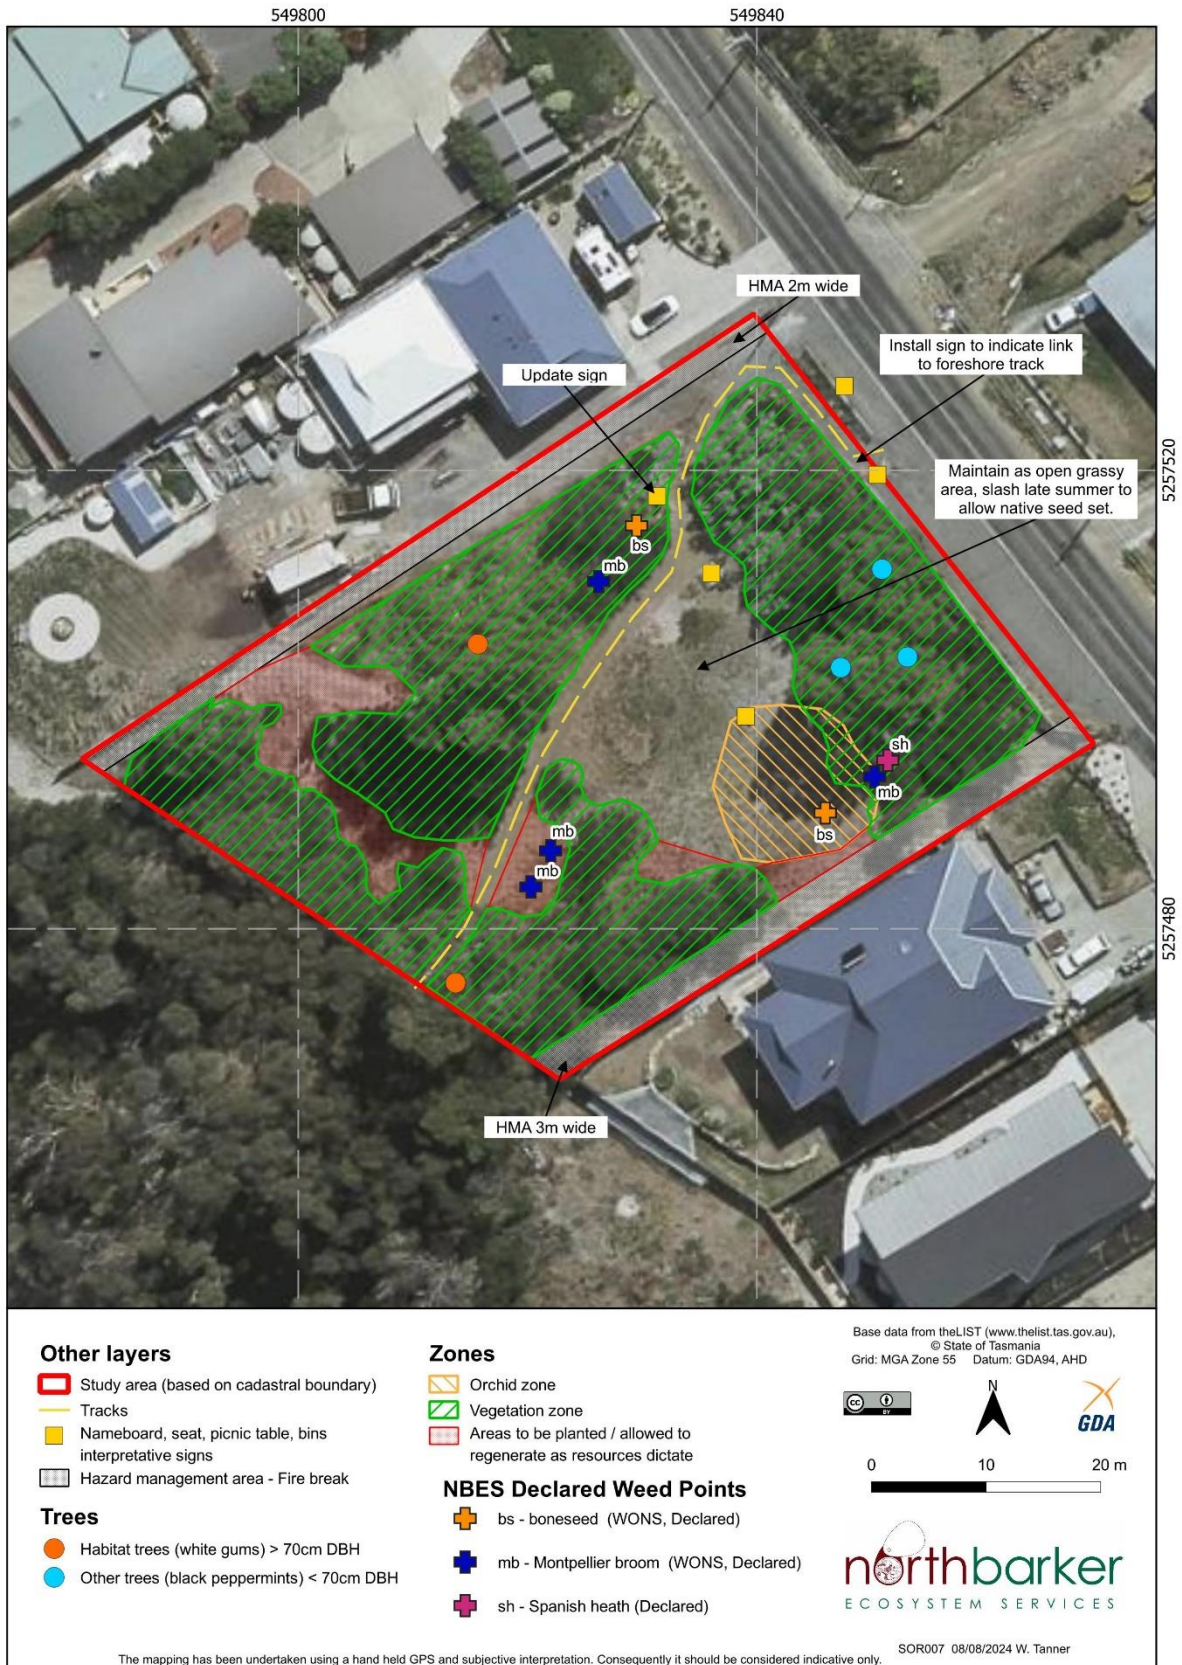 549800
549840
HMA 2m wide
Install sign to indicate link
to foreshore track
Update sign
5257520
Maintain as open grassy
area, slash late summer to
allow native seed set.
bs
mb
sh
mb
bs
mb
mb
5257480
HMA 3m wide
Other layers
Study area (based on cadastral boundary)
Tracks
Nameboard, seat, picnic table, bins
interpretative signs
Hazard management area - Fire break
Trees
Habitat trees (white gums) > 70cm DBH
Other trees (black peppermints) < 70cm DBH
Zones
Orchid zone
Vegetation zone
Areas to be planted / allowed to
regenerate as resources dictate
NBES Declared Weed Points
bs - boneseed (WONS, Declared)
mb - Montpellier broom (WONS, Declared)
sh - Spanish heath (Declared)
Base data from theLIST (www.thelist.tas.gov.au),
© State of Tasmania
Grid: MGA Zone 55 Datum: GDA94, AHD
cc
BY
N
GDA
0 10 20 m
northbarker
ECOSYSTEM SERVICES
SOR007 08/08/2024 W. Tanner
The mapping has been undertaken using a hand held GPS and subjective interpretation. Consequently it should be considered indicative only.